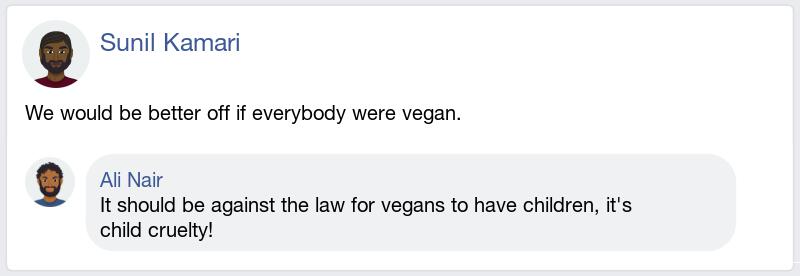 Sunil Kamari
We would be better off if everybody were vegan.
Ali Nair
It should be against the law for vegans to have children, it's
child cruelty!